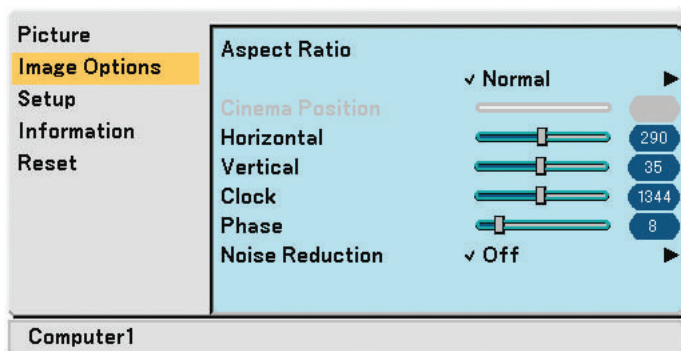 Picture
Image Options
Setup
Information
Reset
Aspect Ratio
✓ Normal ▶
Cinema Position
Horizontal 290
Vertical 35
Clock 1344
Phase 8
Noise Reduction ✓ Off ▶
Computer1